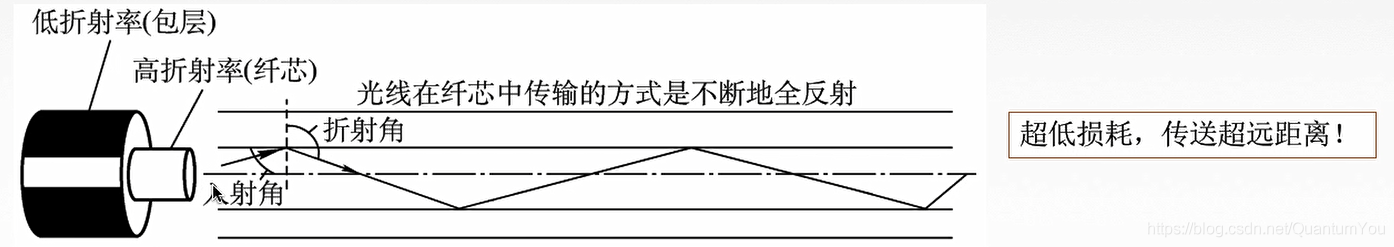 低折射率(包层)
高折射率(纤芯)
光线在纤芯中传输的方式是不断地全反射
折射角
入射角
超低损耗，传送超远距离！
https://blog.csdn.net/QuantumYou